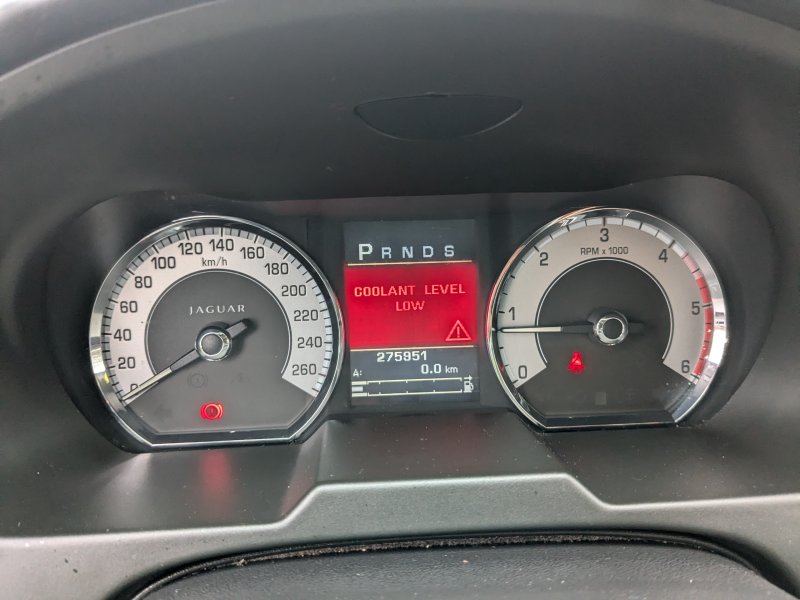 0 20 40 60 80 100 120 140 160 180 200 220 240 260
km/h
JAGUAR
P R N D S
COOLANT LEVEL
LOW
275951
A: 0.0 km
0 1 2 3 4 5 6
RPM x 1000